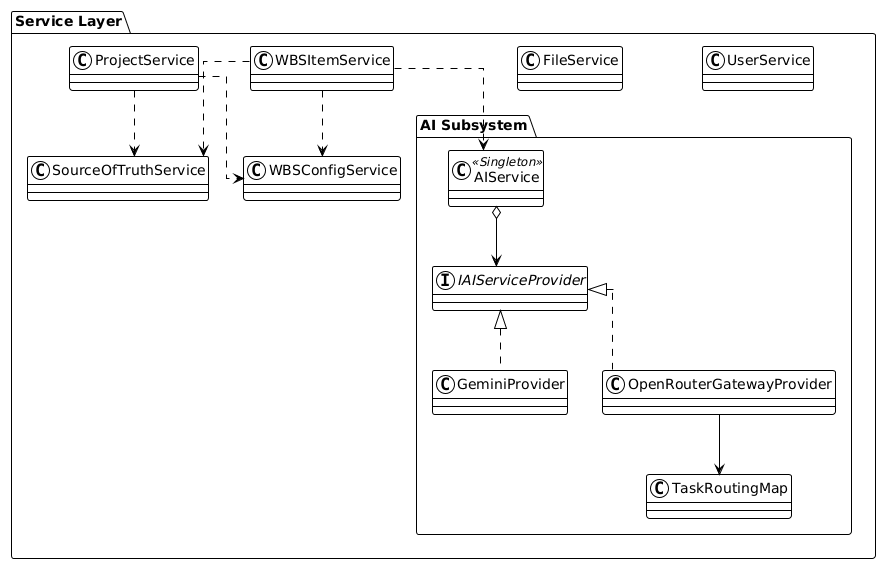 Service Layer
C ProjectService
C WBSItemService
C FileService
C UserService
AI Subsystem
C SourceOfTruthService
C WBSConfigService
«Singleton»
C AIService
I IAIServiceProvider
C GeminiProvider
C OpenRouterGatewayProvider
C TaskRoutingMap